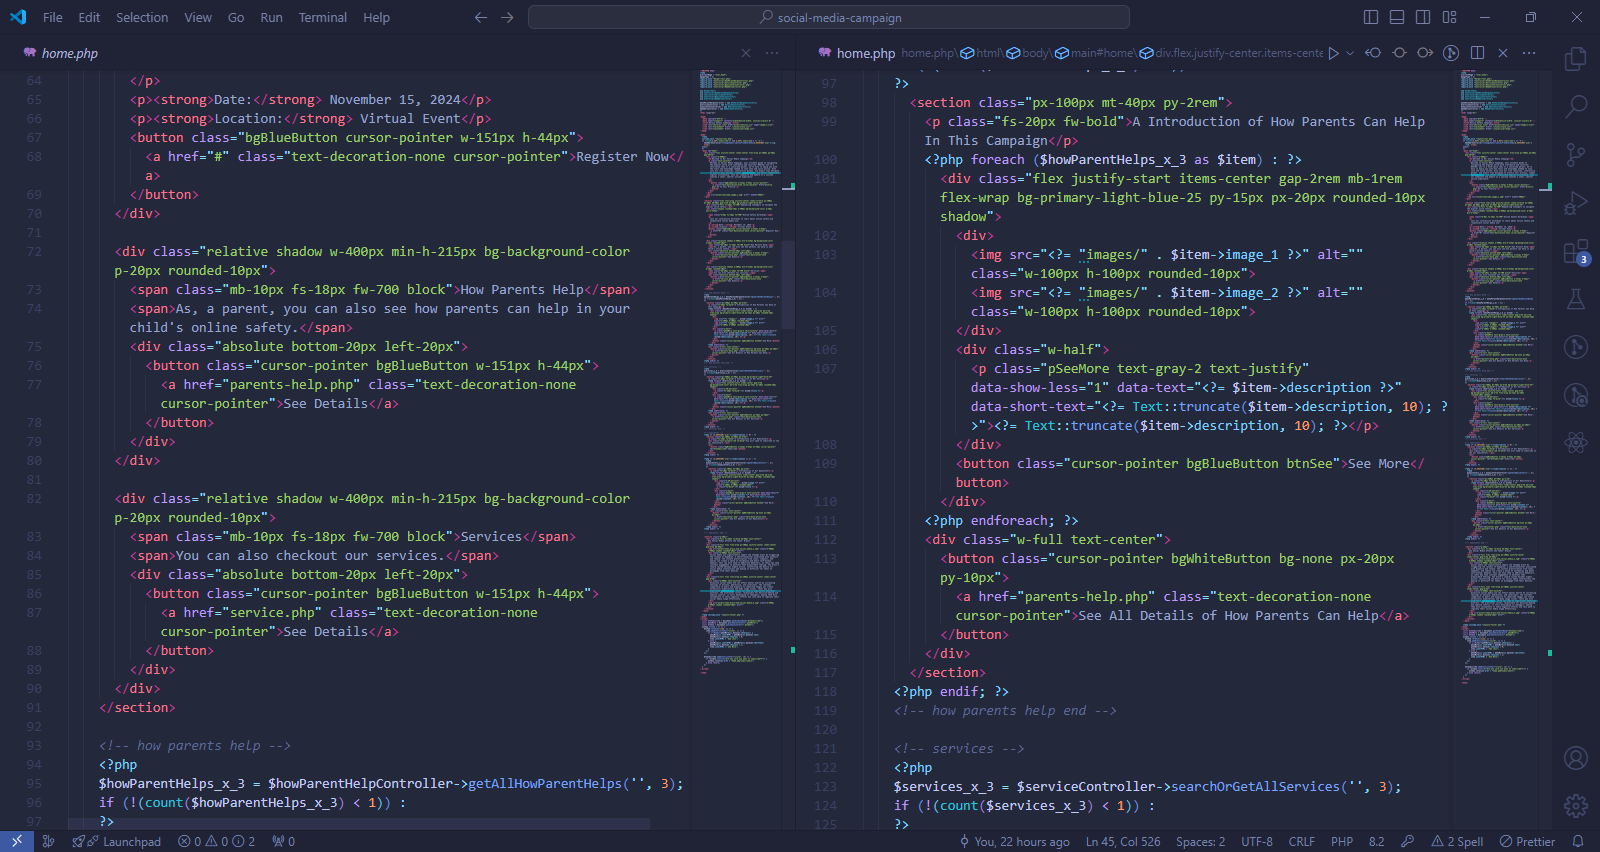 File Edit Selection View Go Run Terminal Help
social-media-campaign
home.php
home.php home.php\ html\ body\ main#home\ div.flex.justify-center.items-cente
64 </p>
65 <p><strong>Date:</strong> November 15, 2024</p>
66 <p><strong>Location:</strong> Virtual Event</p>
67 <button class="bgBlueButton cursor-pointer w-151px h-44px">
68 <a href="#" class="text-decoration-none cursor-pointer">Register Now</
a>
69 </button>
70 </div>
71
72 <div class="relative shadow w-400px min-h-215px bg-background-color
p-20px rounded-10px">
73 <span class="mb-10px fs-18px fw-700 block">How Parents Help</span>
74 <span>As, a parent, you can also see how parents can help in your
child's online safety.</span>
75 <div class="absolute bottom-20px left-20px">
76 <button class="cursor-pointer bgBlueButton w-151px h-44px">
77 <a href="parents-help.php" class="text-decoration-none
cursor-pointer">See Details</a>
78 </button>
79 </div>
80 </div>
81
82 <div class="relative shadow w-400px min-h-215px bg-background-color
p-20px rounded-10px">
83 <span class="mb-10px fs-18px fw-700 block">Services</span>
84 <span>You can also checkout our services.</span>
85 <div class="absolute bottom-20px left-20px">
86 <button class="cursor-pointer bgBlueButton w-151px h-44px">
87 <a href="service.php" class="text-decoration-none
cursor-pointer">See Details</a>
88 </button>
89 </div>
90 </div>
91 </section>
92
93 <!-- how parents help -->
94 <?php
95 $howParentHelps_x_3 = $howParentHelpController->getAllHowParentHelps('', 3);
96 if (!(count($howParentHelps_x_3) < 1)) :
97 ?>
97 ?>
98 <section class="px-100px mt-40px py-2rem">
99 <p class="fs-20px fw-bold">A Introduction of How Parents Can Help
In This Campaign</p>
100 <?php foreach ($howParentHelps_x_3 as $item) : ?>
101 <div class="flex justify-start items-center gap-2rem mb-1rem
flex-wrap bg-primary-light-blue-25 py-15px px-20px rounded-10px
shadow">
102 <div>
103 <img src="<?= "images/" . $item->image_1 ?>" alt=""
class="w-100px h-100px rounded-10px">
104 <img src="<?= "images/" . $item->image_2 ?>" alt=""
class="w-100px h-100px rounded-10px">
105 </div>
106 <div class="w-half">
107 <p class="pSeeMore text-gray-2 text-justify"
data-show-less="1" data-text="<?= $item->description ?>"
data-short-text="<?= Text::truncate($item->description, 10); ?
>"><?= Text::truncate($item->description, 10); ?></p>
108 </div>
109 <button class="cursor-pointer bgBlueButton btnSee">See More</
button>
110 </div>
111 <?php endforeach; ?>
112 <div class="w-full text-center">
113 <button class="cursor-pointer bgWhiteButton bg-none px-20px
py-10px">
114 <a href="parents-help.php" class="text-decoration-none
cursor-pointer">See All Details of How Parents Can Help</a>
115 </button>
116 </div>
117 </section>
118 <?php endif; ?>
119 <!-- how parents help end -->
120
121 <!-- services -->
122 <?php
123 $services_x_3 = $serviceController->searchOrGetAllServices('', 3);
124 if (!(count($services_x_3) < 1)) :
125 ?>
3
Launchpad 0 0 2 0 You, 22 hours ago Ln 45, Col 526 Spaces: 2 UTF-8 CRLF PHP 8.2 2 Spell Prettier